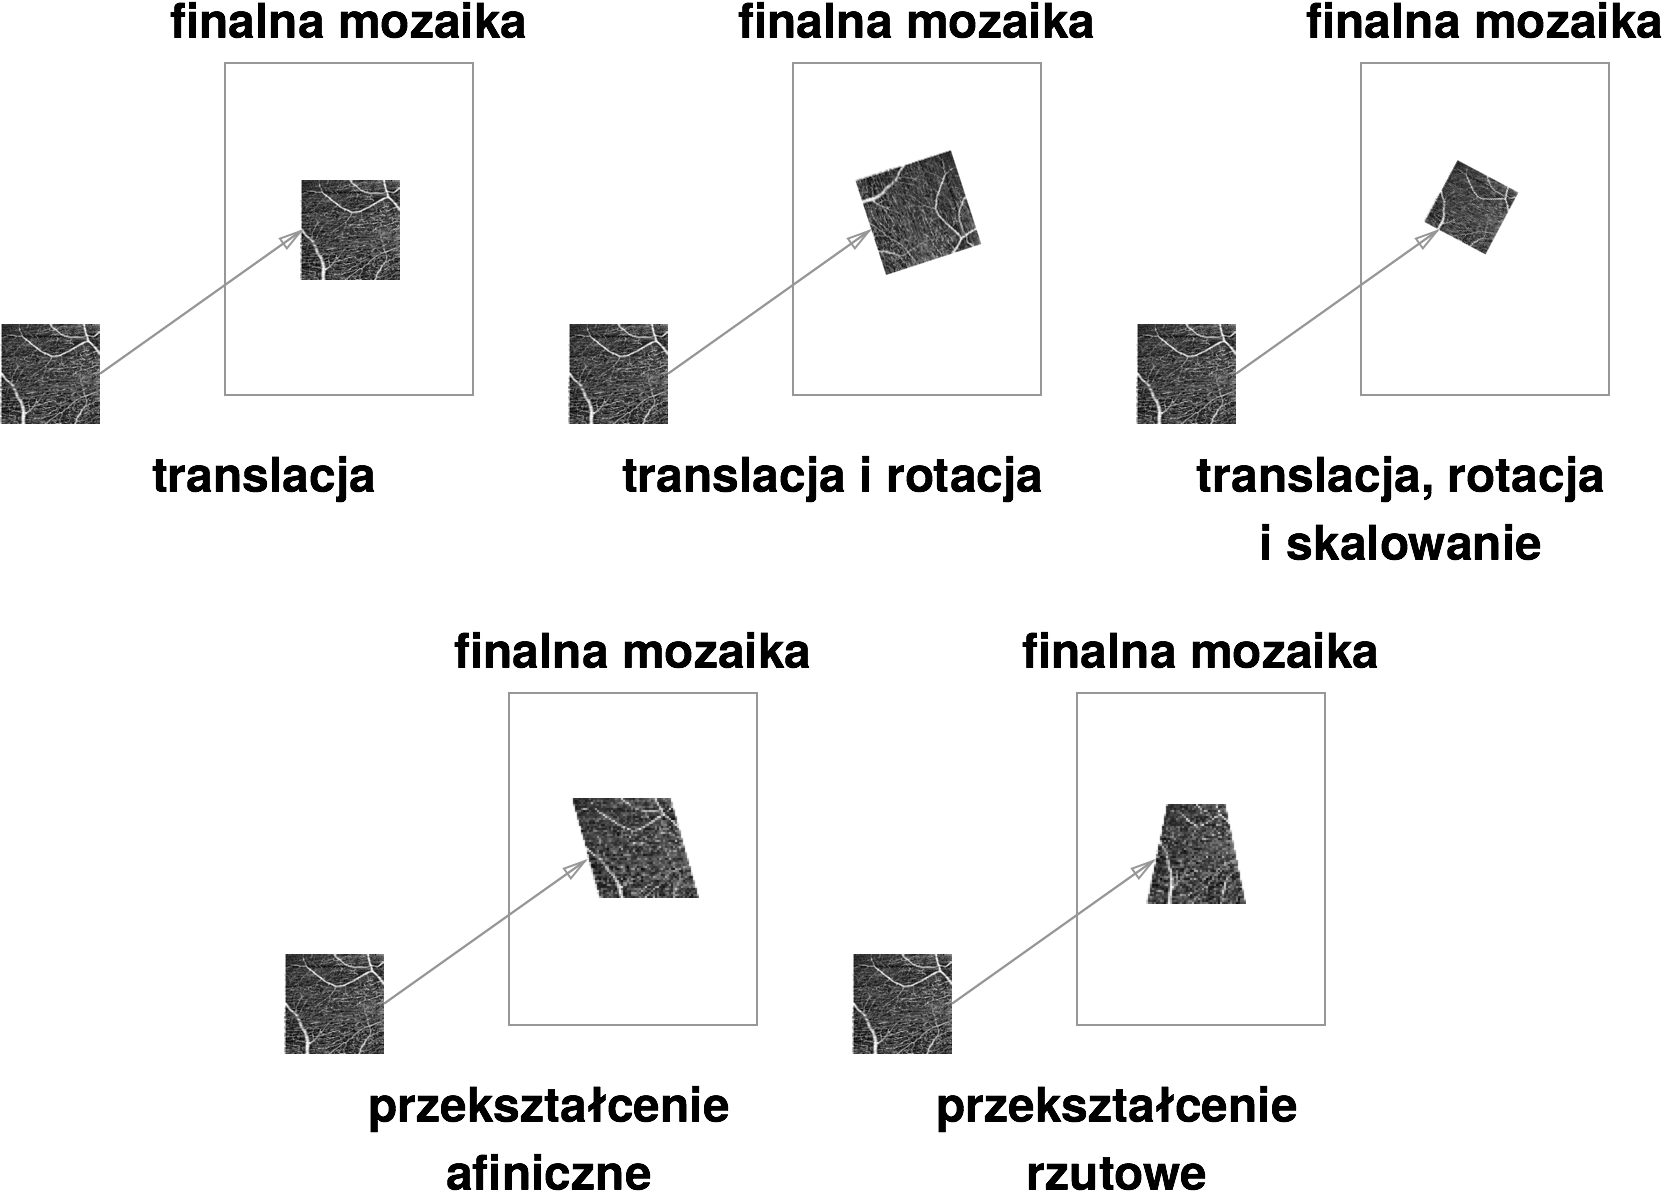 finalna mozaika
finalna mozaika
finalna mozaika
translacja
translacja i rotacja
translacja, rotacja
i skalowanie
finalna mozaika
finalna mozaika
przekształcenie
afiniczne
przekształcenie
rzutowe